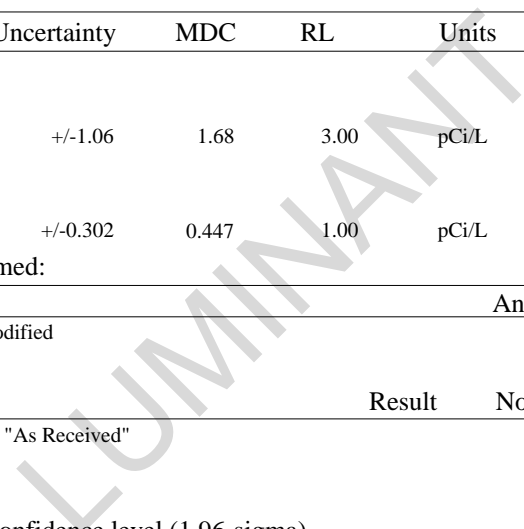 Uncertainty MDC RL Units
+/-1.06 1.68 3.00 pCi/L
+/-0.302 0.447 1.00 pCi/L
med:
An
odified
Result No
"As Received"
onfidence level (1.96-sigma)
LUMINANT